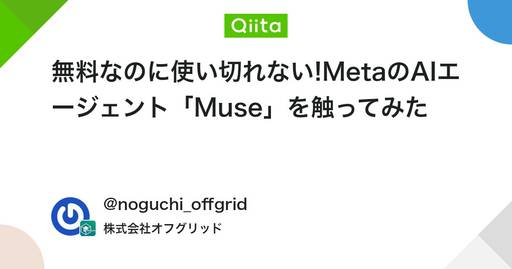 Qiita
無料なのに使い切れない!MetaのAIエ
ージェント「Muse」を触ってみた
@noguchi_offgrid
株式会社オフグリッド